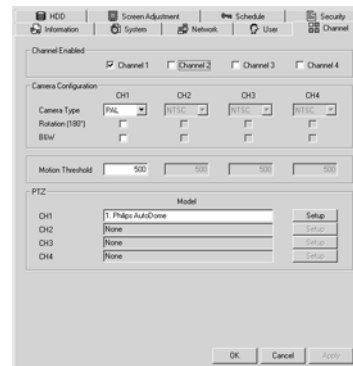 HDD Screen Adjustment Schedule Security
Information System Network User Channel
Channel Enabled
Channel 1 Channel 2 Channel 3 Channel 4
Camera Configuration
CH1 CH2 CH3 CH4
Camera Type PAL NTSC NTSC NTSC
Rotation (180°)
B&W
Motion Threshold 500 500 500 500
PTZ
Model
CH1 1. Philips AutoDome Setup
CH2 None Setup
CH3 None Setup
CH4 None Setup
OK Cancel Apply